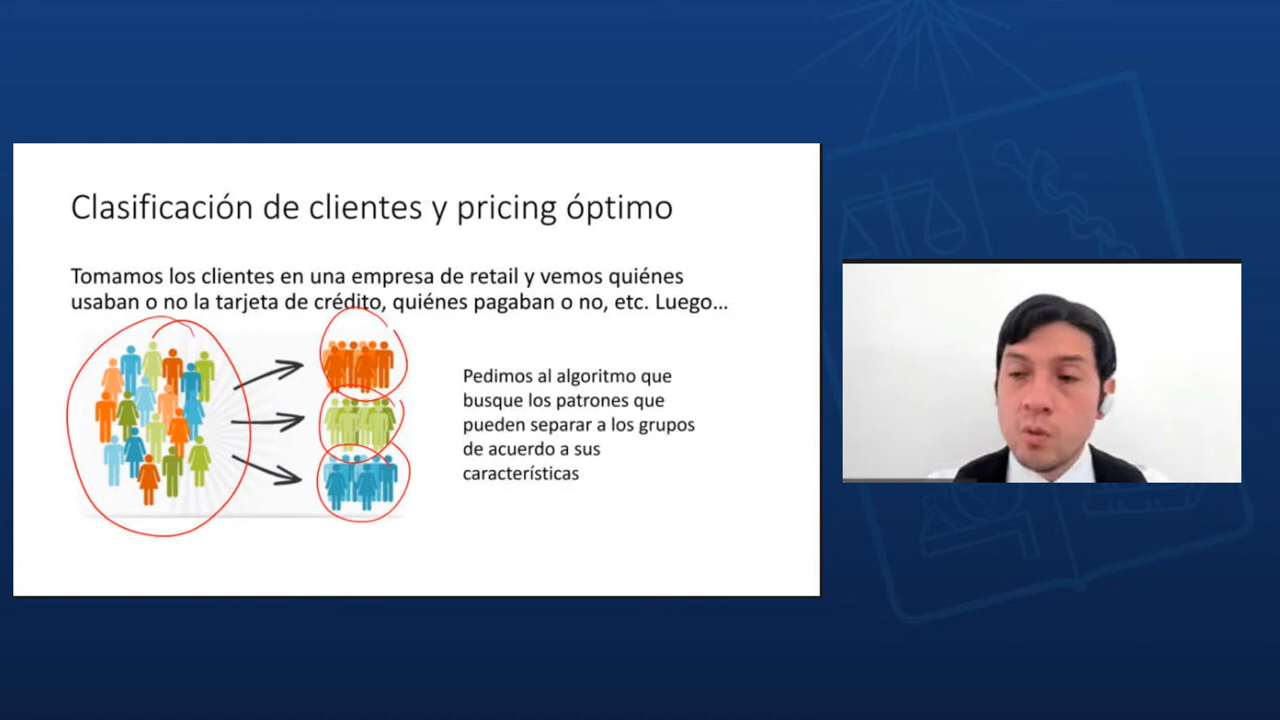 Clasificación de clientes y pricing óptimo
Tomamos los clientes en una empresa de retail y vemos quiénes
usaban o no la tarjeta de crédito, quiénes pagaban o no, etc. Luego...
Pedimos al algoritmo que
busque los patrones que
pueden separar a los grupos
de acuerdo a sus
características